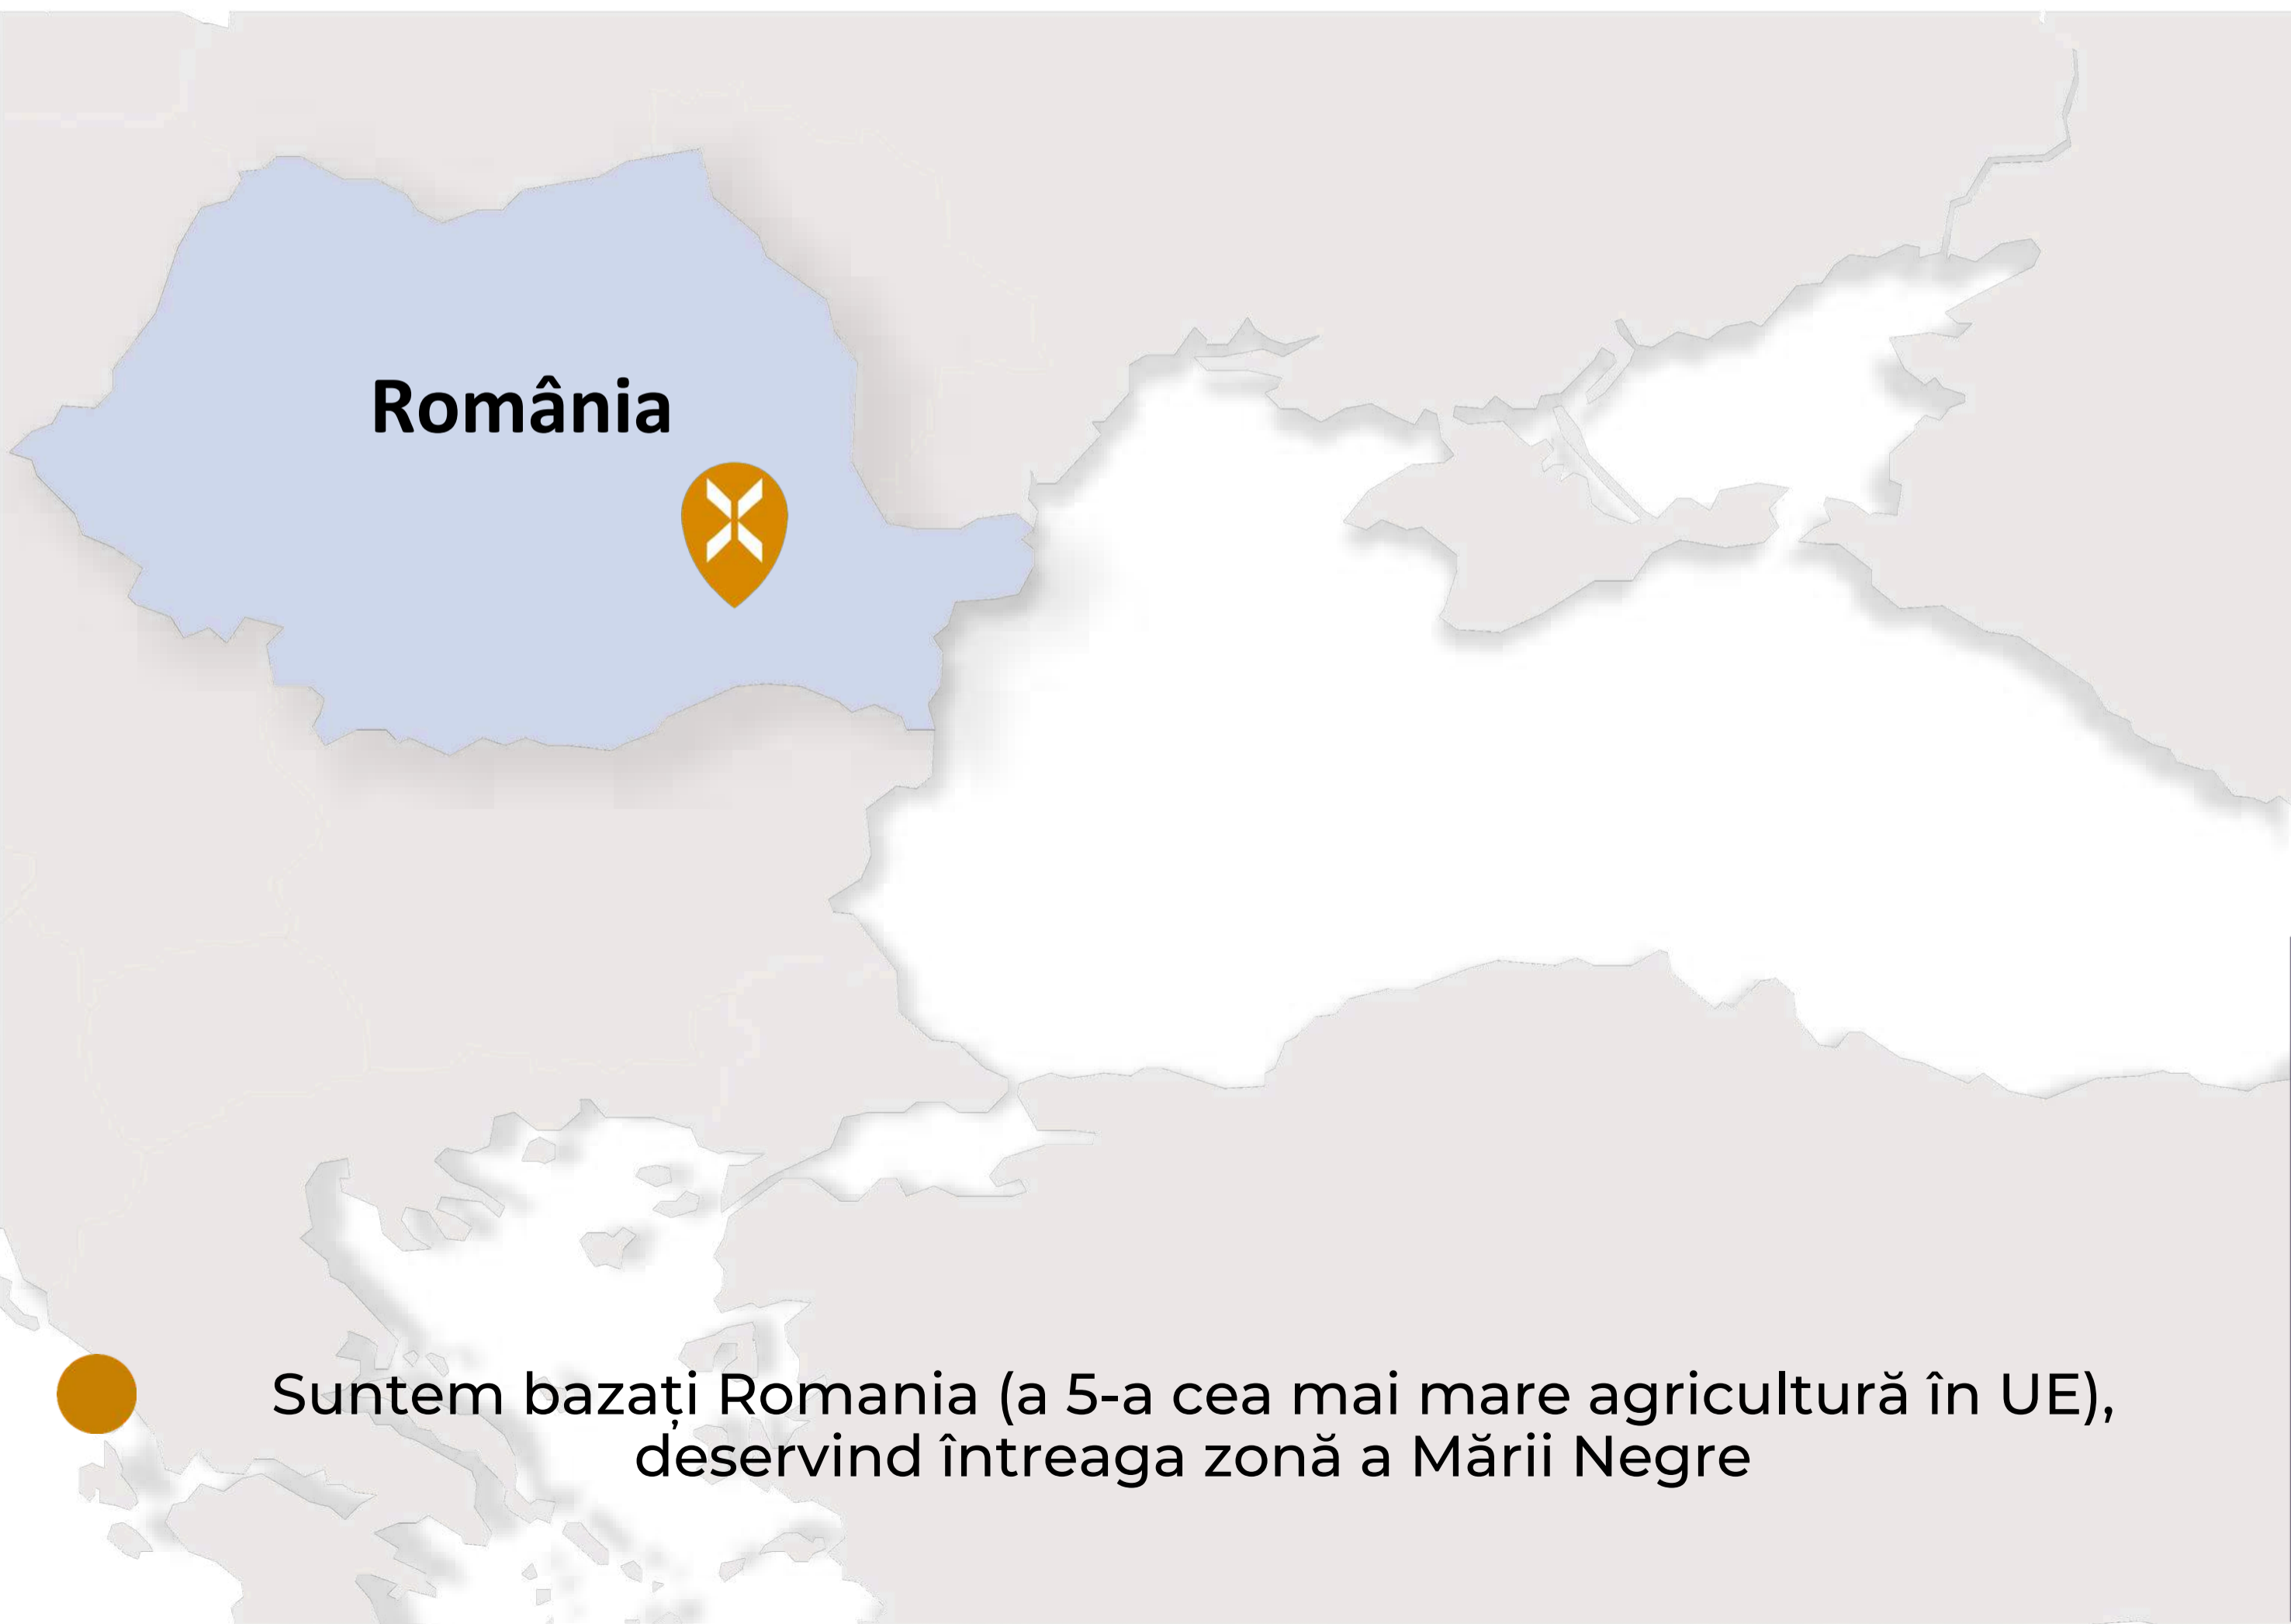 România
Suntem bazați Romania (a 5-a cea mai mare agricultură în UE),
deservind întreaga zonă a Mării Negre